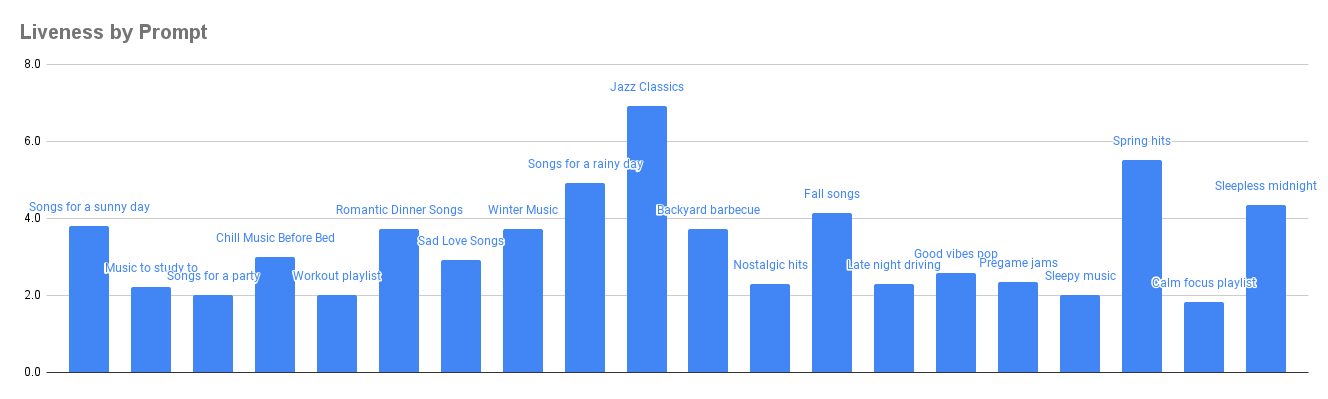 Liveness by Prompt
8.0
6.0
4.0
2.0
0.0
Songs for a sunny day
Music to study to
Songs for a party
Chill Music Before Bed
Workout playlist
Romantic Dinner Songs
Sad Love Songs
Winter Music
Songs for a rainy day
Jazz Classics
Backyard barbecue
Nostalgic hits
Fall songs
Late night driving
Good vibes pop
Pregame jams
Sleepy music
Spring hits
Calm focus playlist
Sleepless midnight